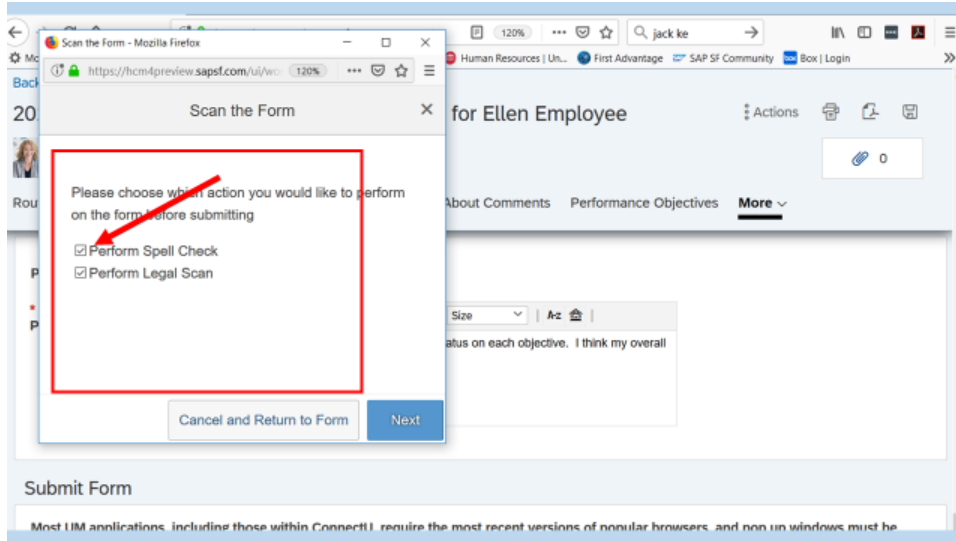 Scan the Form - Mozilla Firefox
120%
jack ke
https://hcm4preview.sapsf.com/ui/wo
120%
Human Resources | Un...
First Advantage
SAP SF Community
box
Box | Login
Back
Scan the Form
20
for Ellen Employee
Actions
0
Please choose which action you would like to perform
on the form before submitting
Rou
About Comments
Performance Objectives
More
Perform Spell Check
Perform Legal Scan
P
* P
Size
A-z
atus on each objective. I think my overall
Cancel and Return to Form
Next
Submit Form
Most UM applications, including those within ConnectU, require the most recent versions of popular browsers, and pop up windows must be